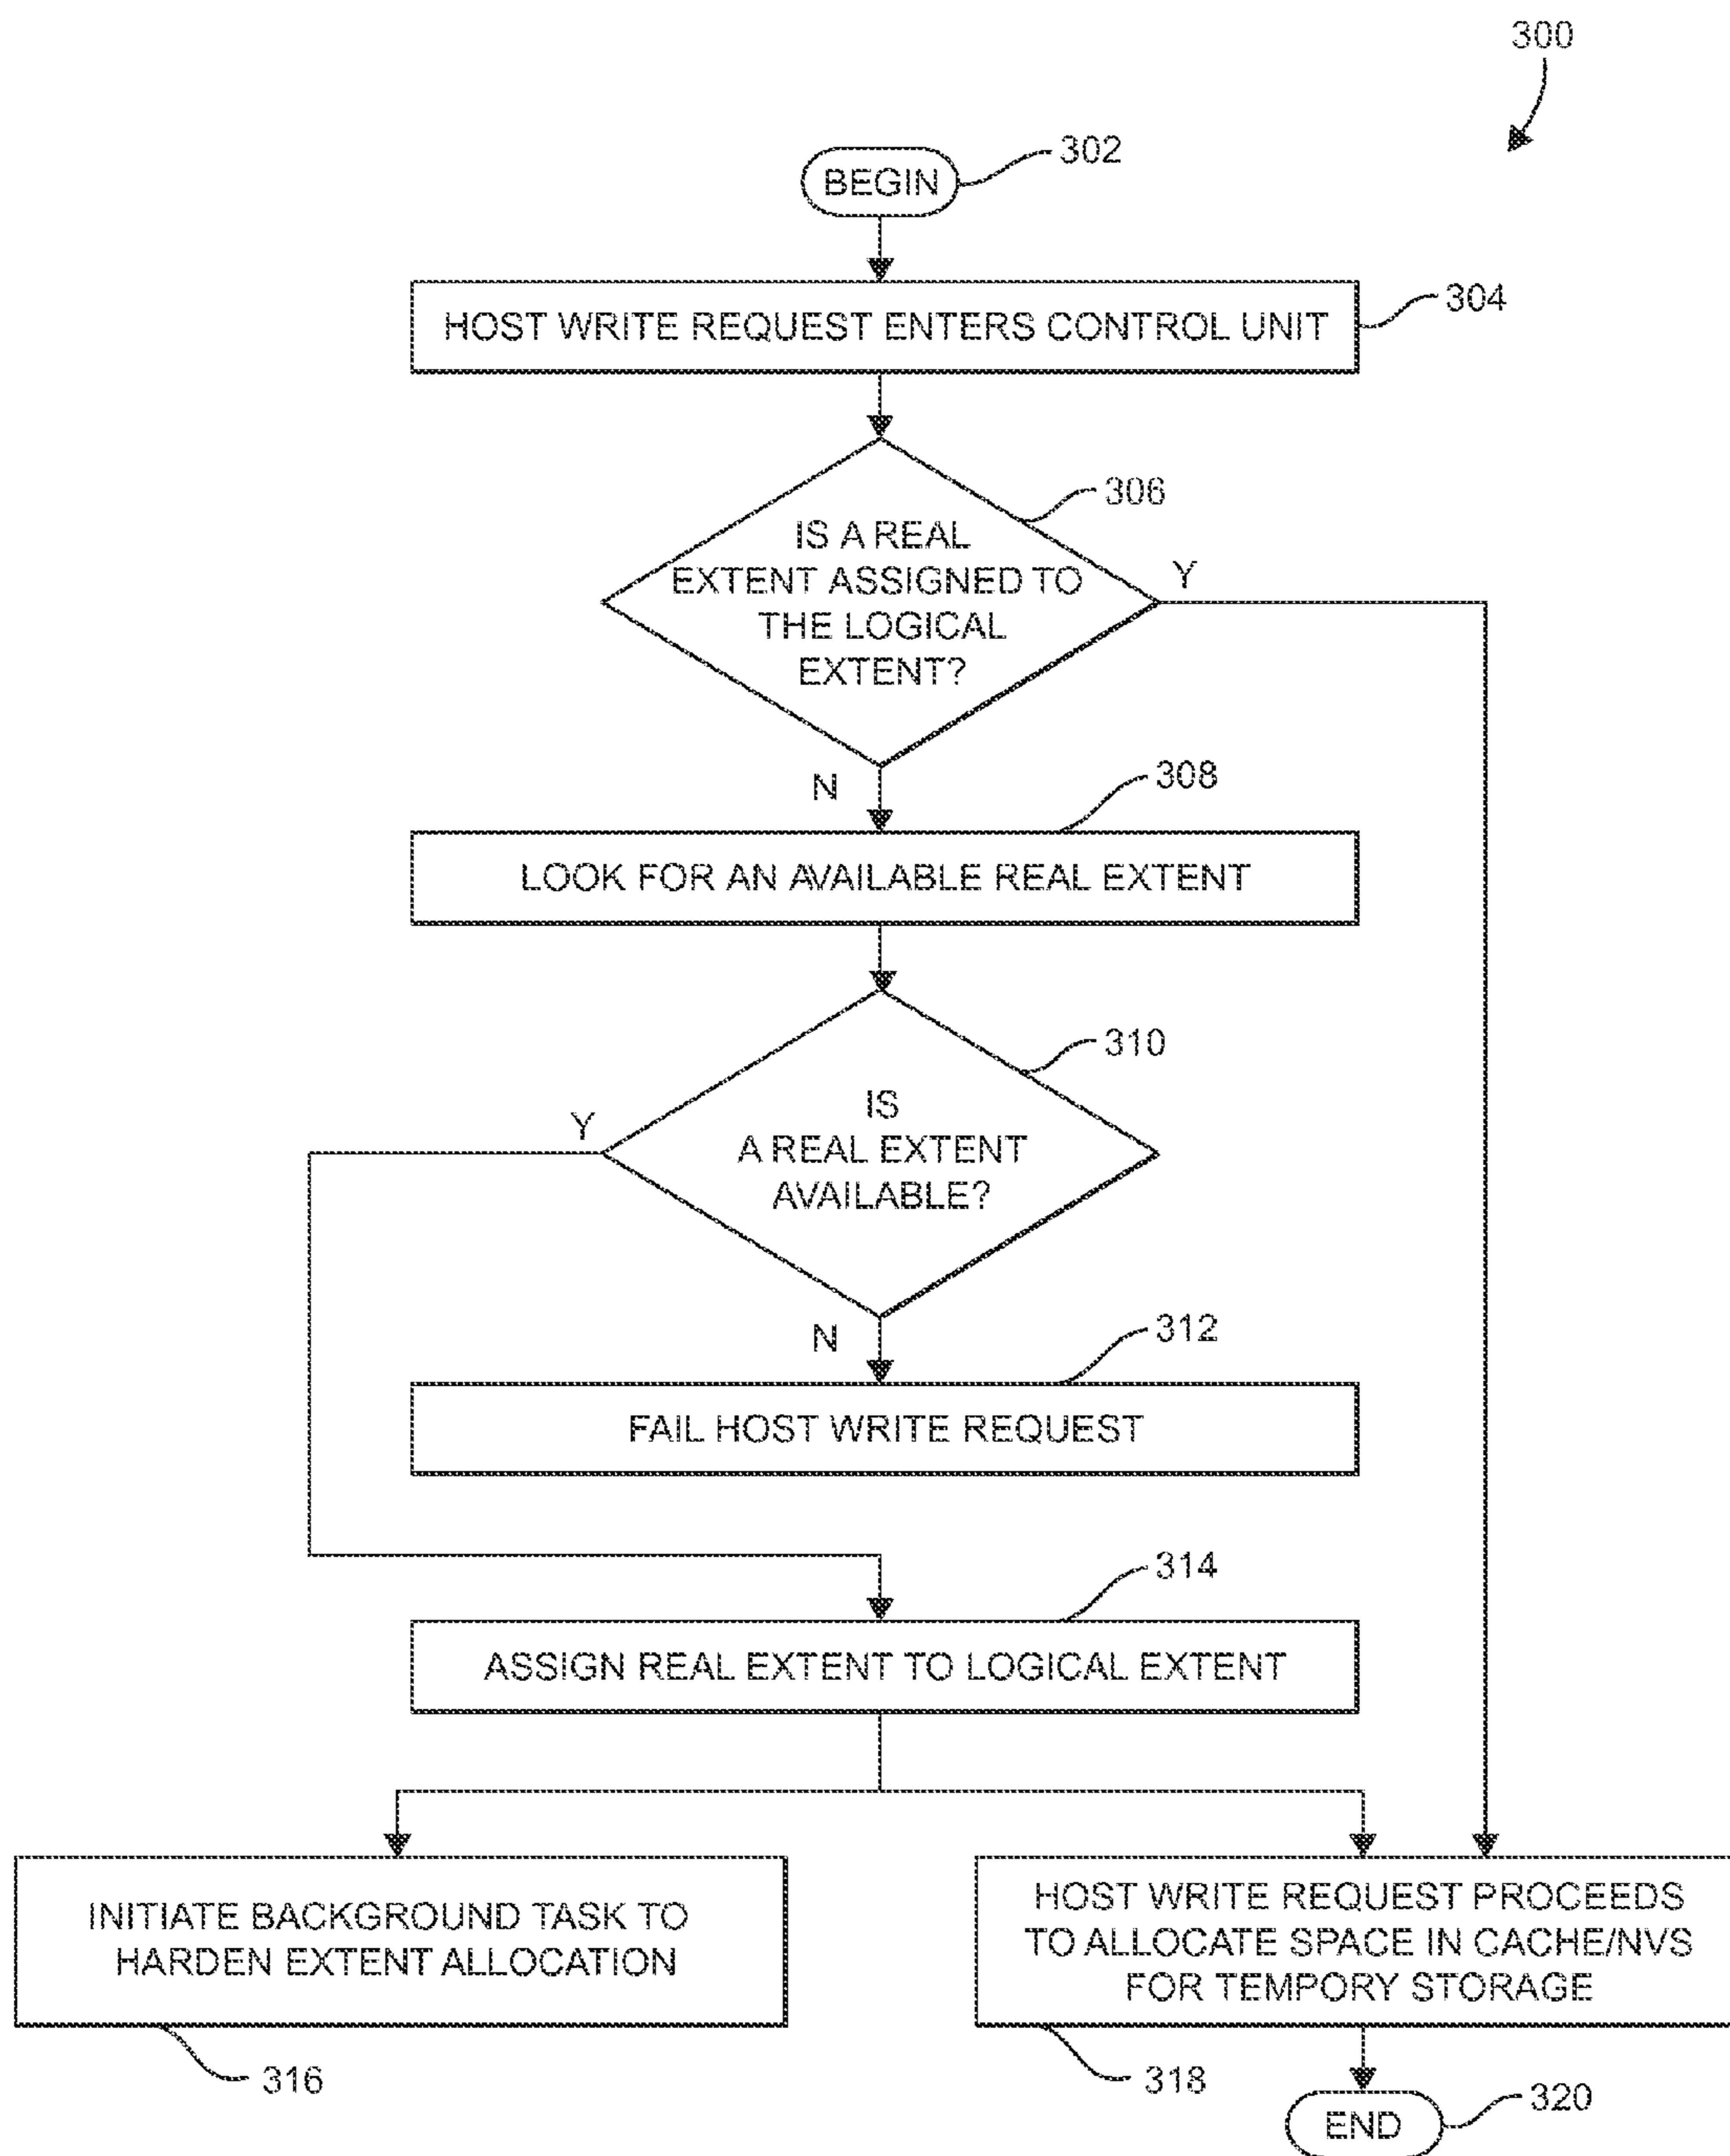 300
BEGIN
302
HOST WRITE REQUEST ENTERS CONTROL UNIT
304
306
IS A REAL
EXTENT ASSIGNED TO
THE LOGICAL
EXTENT?
Y
N
308
LOOK FOR AN AVAILABLE REAL EXTENT
310
IS
A REAL EXTENT
AVAILABLE?
Y
N
312
FAIL HOST WRITE REQUEST
314
ASSIGN REAL EXTENT TO LOGICAL EXTENT
INITIATE BACKGROUND TASK TO
HARDEN EXTENT ALLOCATION
316
HOST WRITE REQUEST PROCEEDS
TO ALLOCATE SPACE IN CACHE/NVS
FOR TEMPORY STORAGE
318
END
320